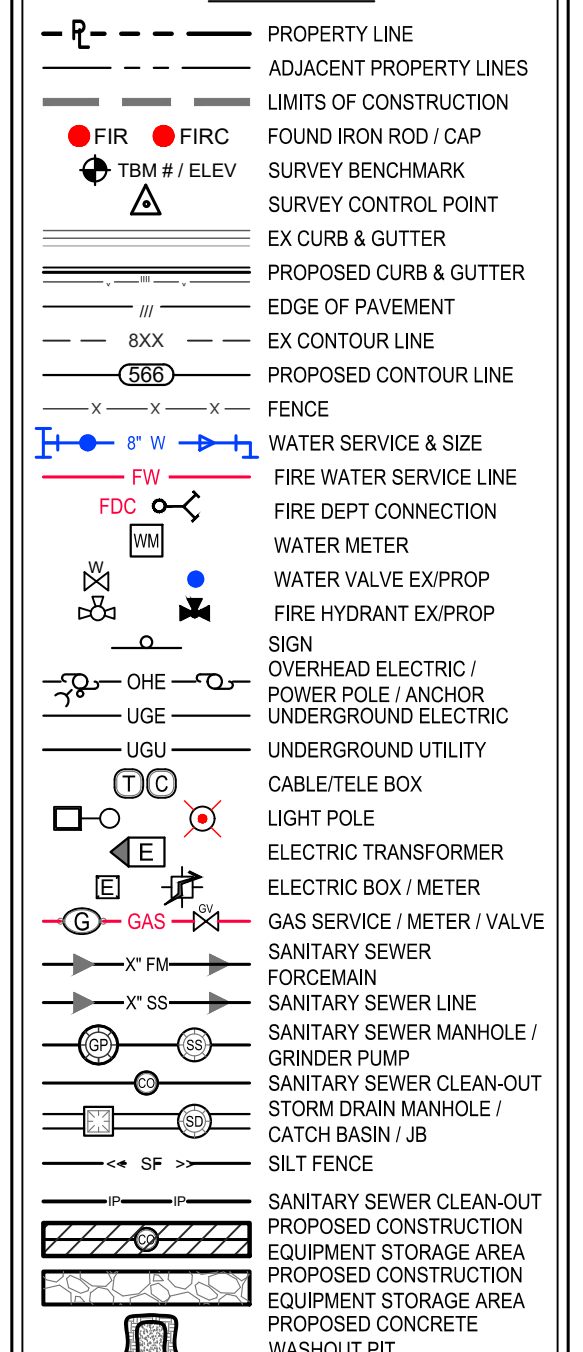 PL PROPERTY LINE
ADJACENT PROPERTY LINES
LIMITS OF CONSTRUCTION
FIR FIRC FOUND IRON ROD / CAP
TBM # / ELEV SURVEY BENCHMARK
SURVEY CONTROL POINT
EX CURB & GUTTER
PROPOSED CURB & GUTTER
/// EDGE OF PAVEMENT
8XX EX CONTOUR LINE
566 PROPOSED CONTOUR LINE
X X X FENCE
8" W WATER SERVICE & SIZE
FW FIRE WATER SERVICE LINE
FDC FIRE DEPT CONNECTION
WM WATER METER
W WATER VALVE EX/PROP
FIRE HYDRANT EX/PROP
SIGN
OHE OVERHEAD ELECTRIC /
POWER POLE / ANCHOR
UGE UNDERGROUND ELECTRIC
UGU UNDERGROUND UTILITY
T C CABLE/TELE BOX
LIGHT POLE
E ELECTRIC TRANSFORMER
E ELECTRIC BOX / METER
G GAS GV GAS SERVICE / METER / VALVE
X" FM SANITARY SEWER
FORCEMAIN
X" SS SANITARY SEWER LINE
GP SS SANITARY SEWER MANHOLE /
GRINDER PUMP
CO SANITARY SEWER CLEAN-OUT
SD STORM DRAIN MANHOLE /
CATCH BASIN / JB
<< SF >> SILT FENCE
IP IP SANITARY SEWER CLEAN-OUT
CO PROPOSED CONSTRUCTION
EQUIPMENT STORAGE AREA
PROPOSED CONSTRUCTION
EQUIPMENT STORAGE AREA
PROPOSED CONCRETE
WASHOUT PIT